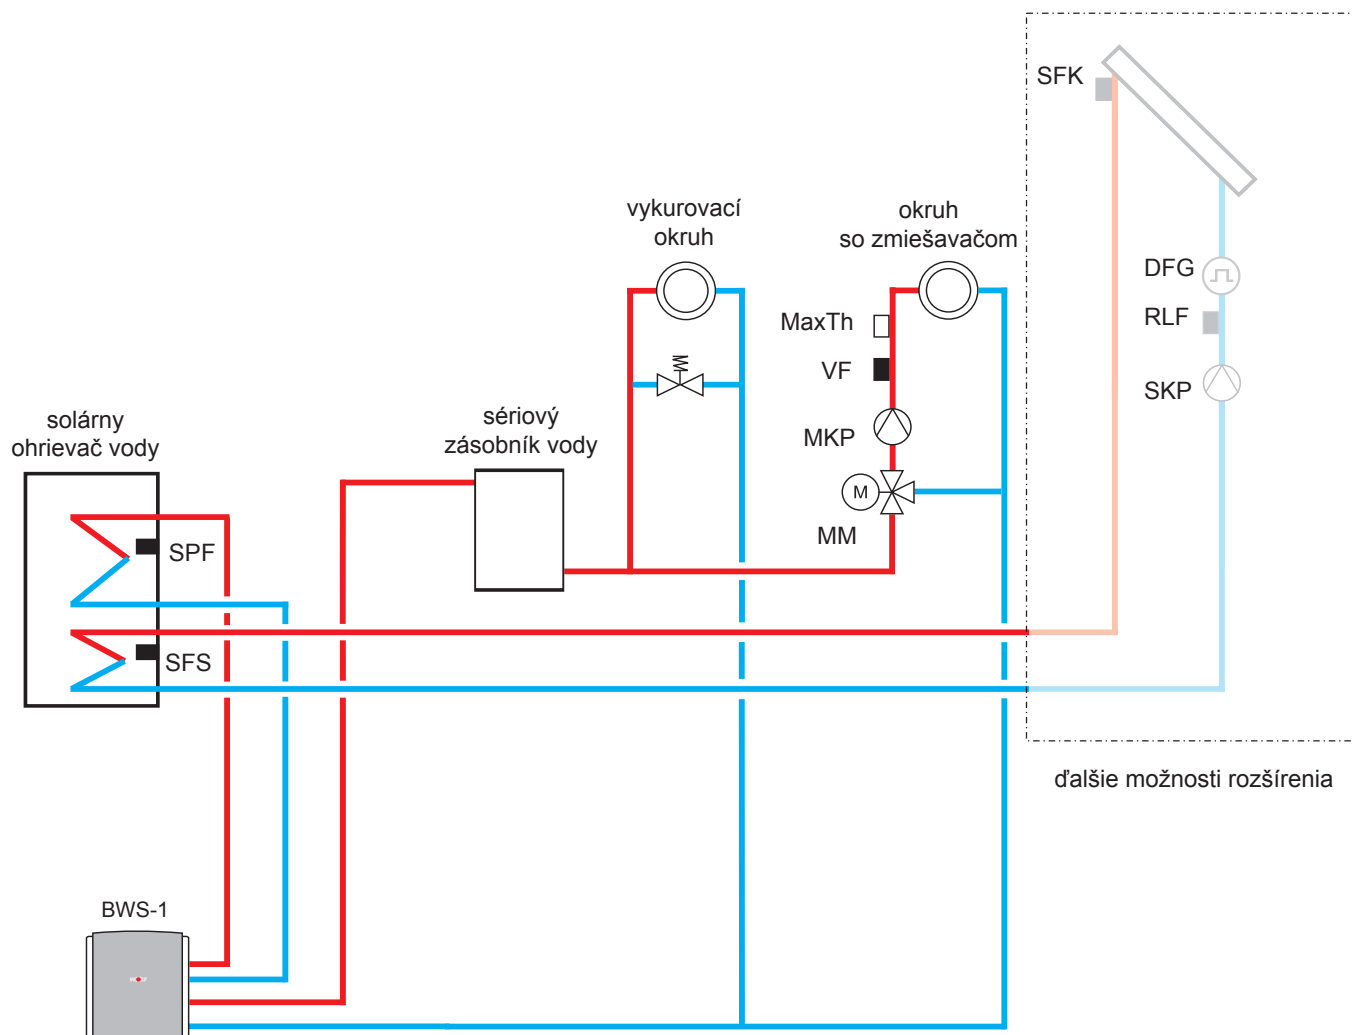 SFK
vykurovací
okruh
okruh
so zmiešavačom
DFG
MaxTh
RLF
VF
SKP
solárny
ohrievač vody
sériový
zásobník vody
MKP
M
MM
SPF
SFS
ďalšie možnosti rozšírenia
BWS-1